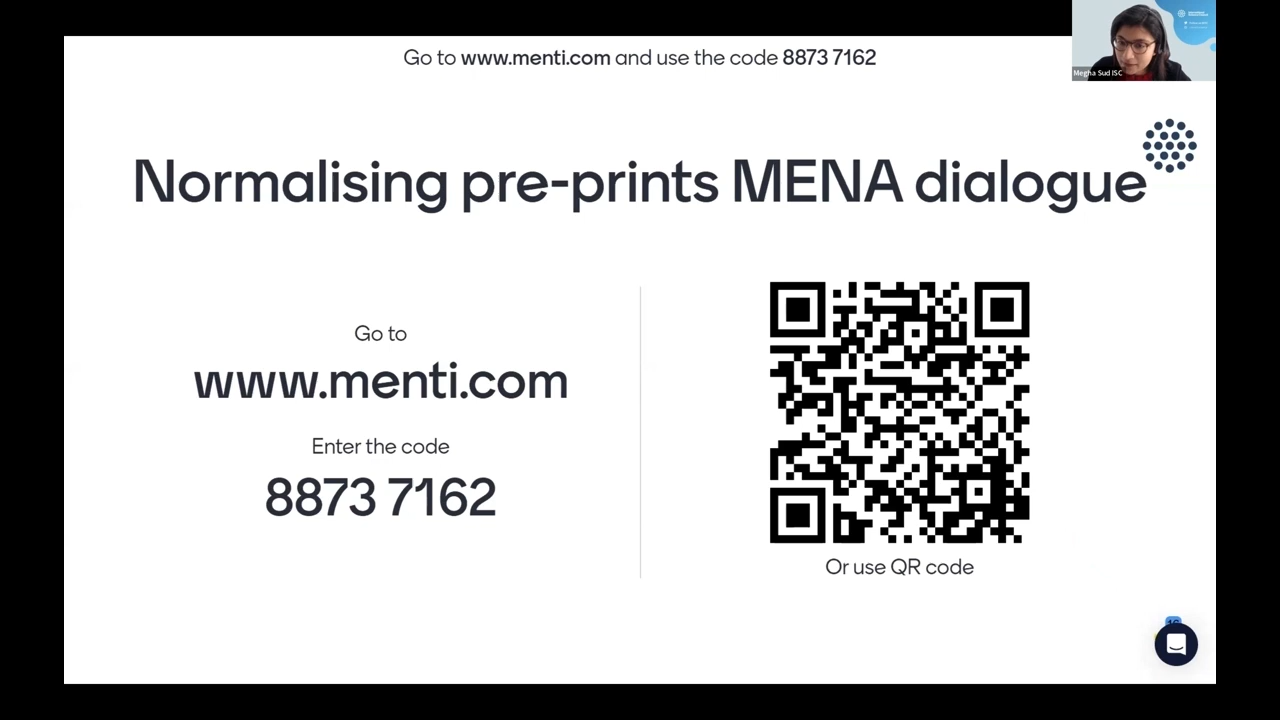 Go to www.menti.com and use the code 8873 7162
Megha Sud ISC
Normalising pre-prints MENA dialogue
Go to
www.menti.com
Enter the code
8873 7162
Or use QR code